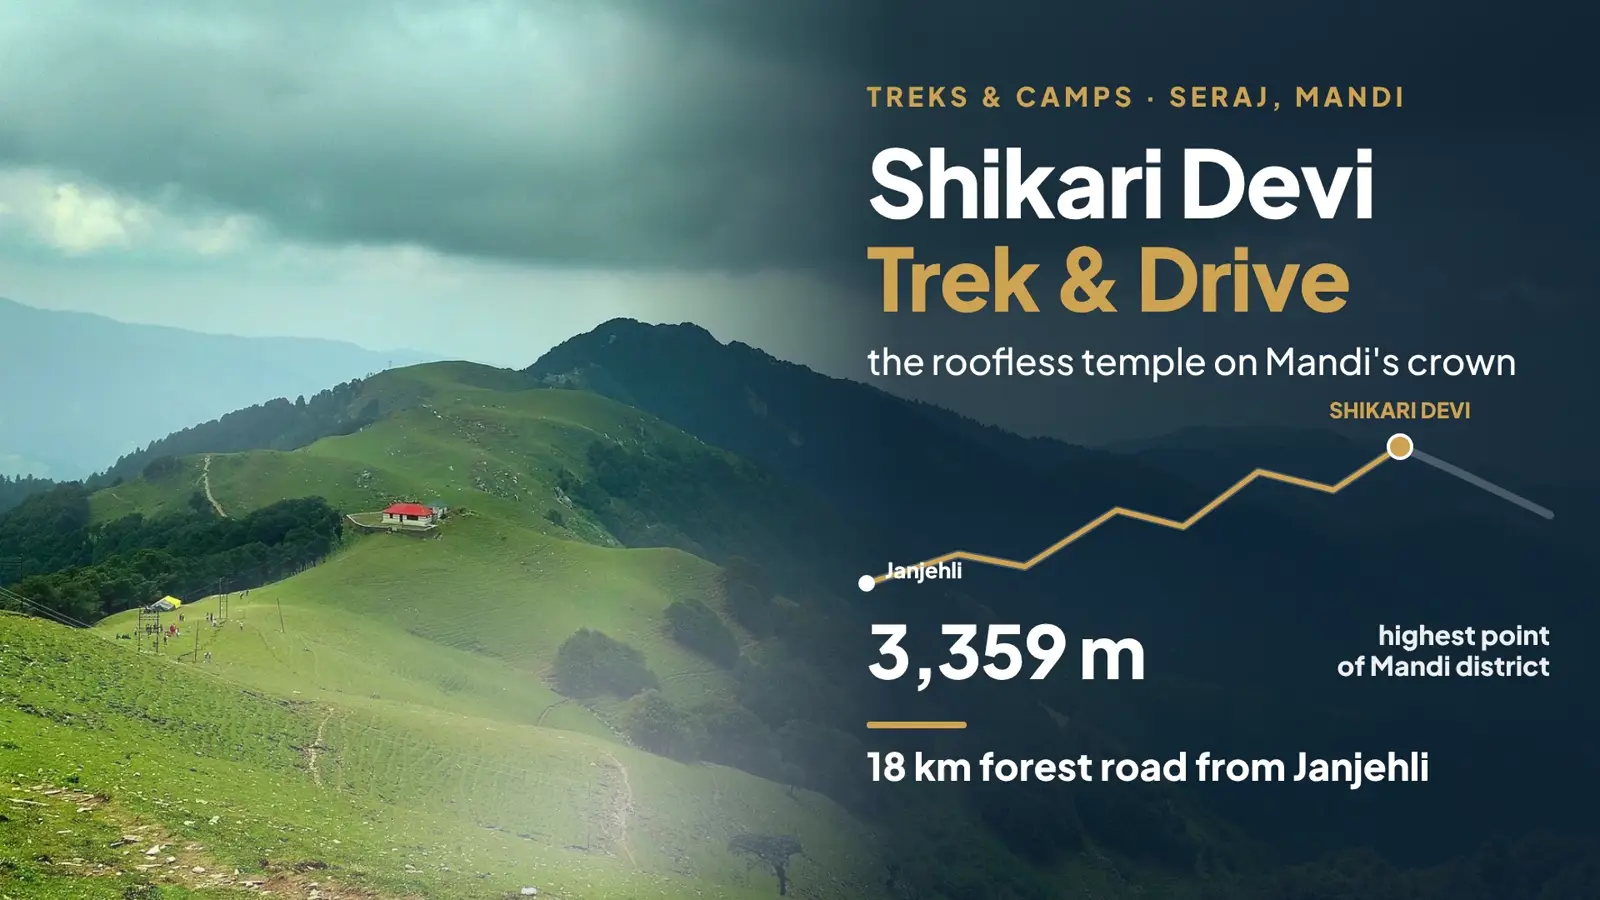 TREKS & CAMPS · SERAJ, MANDI
Shikari Devi
Trek & Drive
the roofless temple on Mandi's crown
SHIKARI DEVI
Janjehli
3,359 m
highest point
of Mandi district
18 km forest road from Janjehli